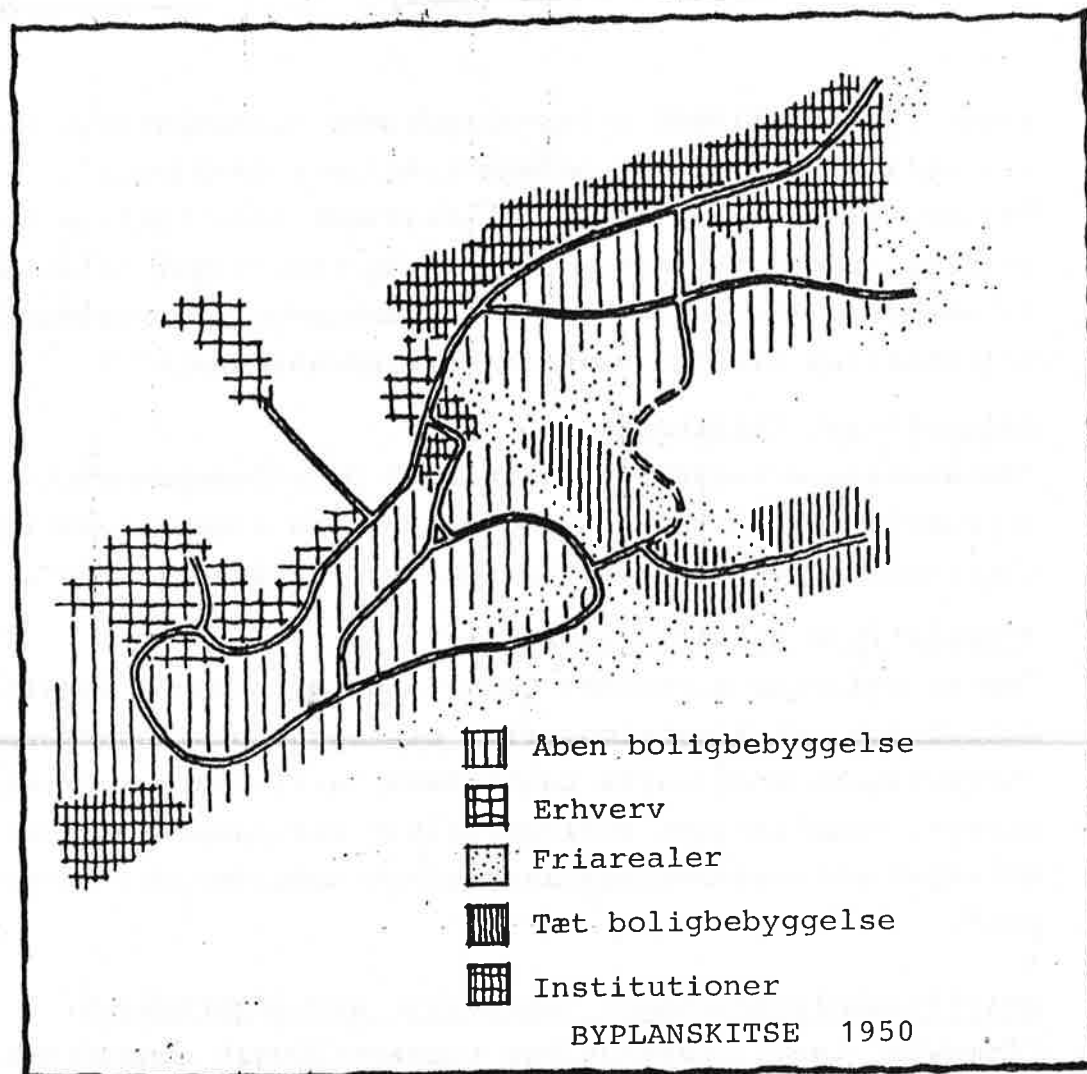 Åben boligbebyggelse
Erhverv
Friarealer
Tæt boligbebyggelse
Institutioner
BYPLANSKITSE 1950